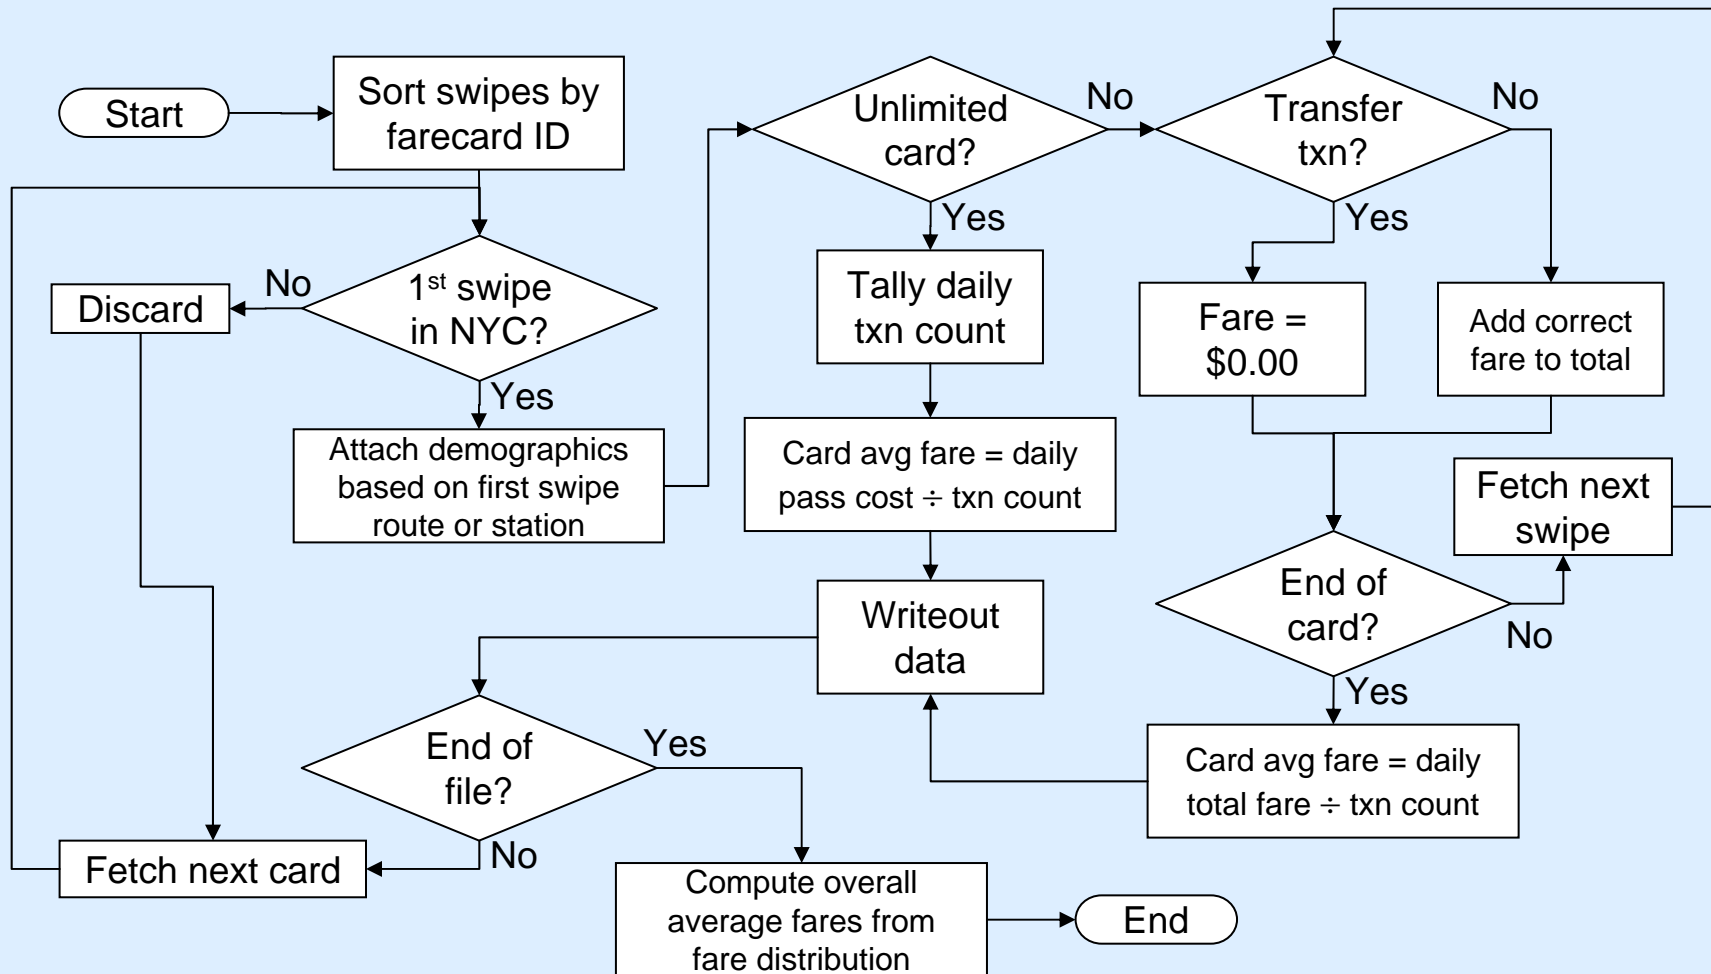 Start
Sort swipes by
farecard ID
1st swipe
in NYC?
No
Discard
Yes
Attach demographics
based on first swipe
route or station
Unlimited
card?
No
Yes
Tally daily
txn count
Card avg fare = daily
pass cost ÷ txn count
Writeout
data
Transfer
txn?
No
Yes
Fare =
$0.00
Add correct
fare to total
End of
card?
No
Fetch next
swipe
Yes
Card avg fare = daily
total fare ÷ txn count
End of
file?
Yes
No
Fetch next card
Compute overall
average fares from
fare distribution
End